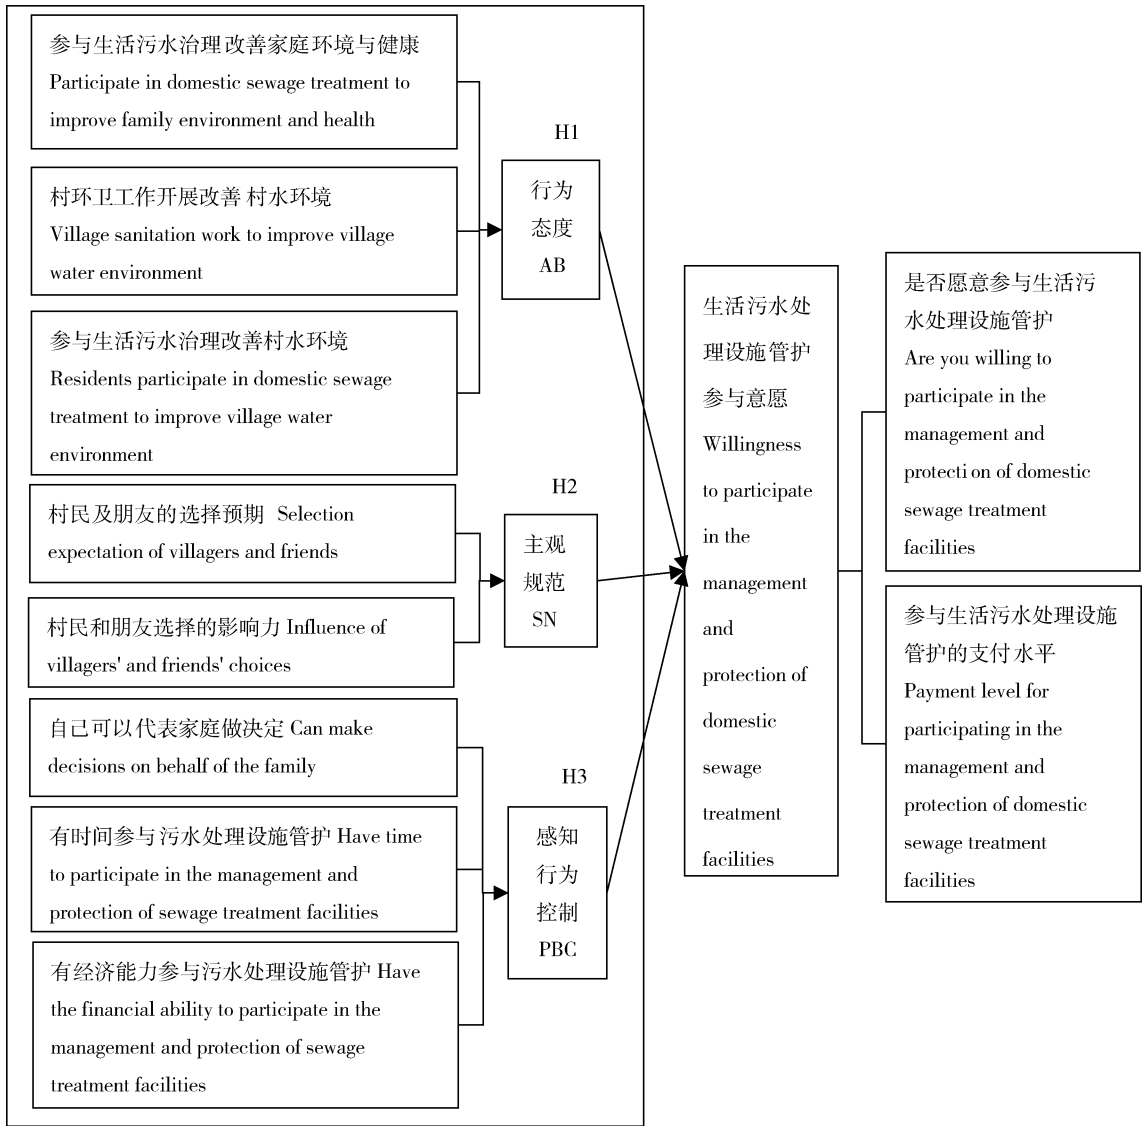 参与生活污水治理改善家庭环境与健康
Participate in domestic sewage treatment to
improve family environment and health
村环卫工作开展改善 村水环境
Village sanitation work to improve village
water environment
参与生活污水治理改善村水环境
Residents participate in domestic sewage
treatment to improve village water
environment
H1
行为
态度
AB
村民及朋友的选择预期 Selection
expectation of villagers and friends
村民和朋友选择的影响力 Influence of
villagers' and friends' choices
H2
主观
规范
SN
自己可以代表家庭做决定 Can make
decisions on behalf of the family
有时间参与污水处理设施管护 Have time
to participate in the management and
protection of sewage treatment facilities
有经济能力参与污水处理设施管护 Have
the financial ability to participate in the
management and protection of sewage
treatment facilities
H3
感知
行为
控制
PBC
生活污水处
理设施管护
参与意愿
Willingness
to participate
in the
management
and
protection of
domestic
sewage
treatment
facilities
是否愿意参与生活污
水处理设施管护
Are you willing to
participate in the
management and
protection of domestic
sewage treatment
facilities
参与生活污水处理设施
管护的支付水平
Payment level for
participating in the
management and
protection of domestic
sewage treatment
facilities